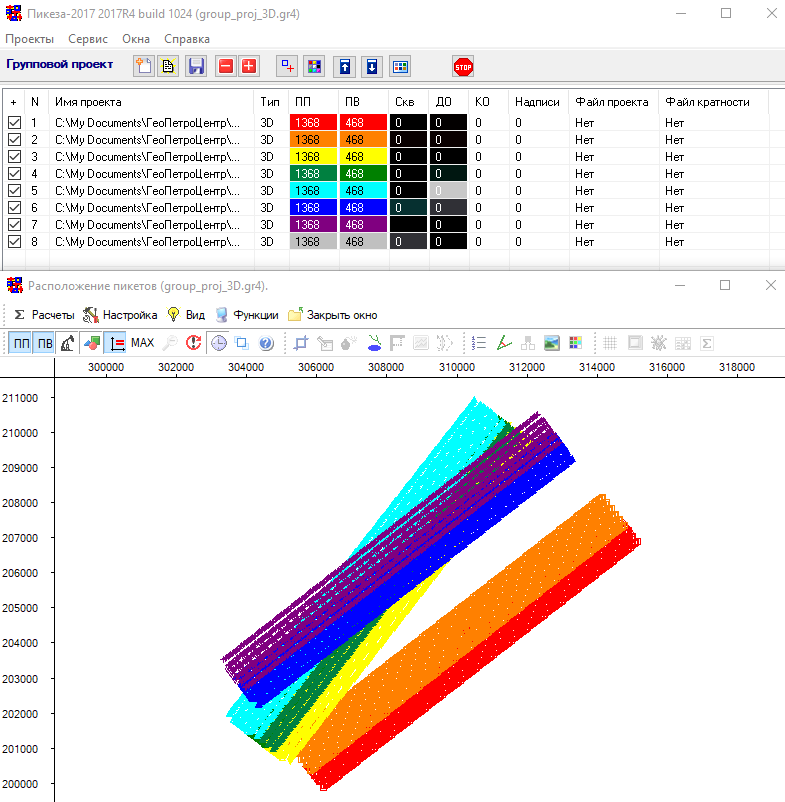 Пикеза-2017 2017R4 build 1024 (group_proj_3D.gr4)
Проекты Сервис Окна Справка
Групповой проект STOP
+ N Имя проекта Тип ПП ПВ Скв ДО КО Надписи Файл проекта Файл кратности
1 C:\My Documents\ГеоПетроЦентр\... 3D 1368 468 0 0 0 0 Нет Нет
2 C:\My Documents\ГеоПетроЦентр\... 3D 1368 468 0 0 0 0 Нет Нет
3 C:\My Documents\ГеоПетроЦентр\... 3D 1368 468 0 0 0 0 Нет Нет
4 C:\My Documents\ГеоПетроЦентр\... 3D 1368 468 0 0 0 0 Нет Нет
5 C:\My Documents\ГеоПетроЦентр\... 3D 1368 468 0 0 0 0 Нет Нет
6 C:\My Documents\ГеоПетроЦентр\... 3D 1368 468 0 0 0 0 Нет Нет
7 C:\My Documents\ГеоПетроЦентр\... 3D 1368 468 0 0 0 0 Нет Нет
8 C:\My Documents\ГеоПетроЦентр\... 3D 1368 468 0 0 0 0 Нет Нет
Расположение пикетов (group_proj_3D.gr4).
Σ Расчеты Настройка Вид Функции Закрыть окно
ПП ПВ MAX Σ
300000 302000 304000 306000 308000 310000 312000 314000 316000 318000
211000
210000
209000
208000
207000
206000
205000
204000
203000
202000
201000
200000